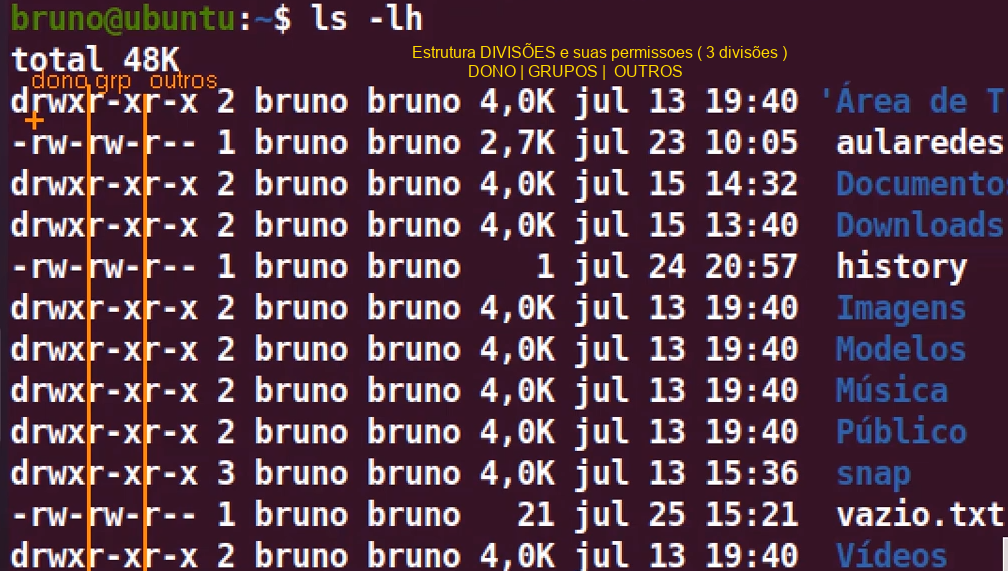 bruno@ubuntu:~$ ls -lh
total 48K
Estrutura DIVISÕES e suas permissoes ( 3 divisões )
DONO | GRUPOS | OUTROS
dono grp outros
drwxr-xr-x 2 bruno bruno 4,0K jul 13 19:40 'Área de T
-rw-rw-r-- 1 bruno bruno 2,7K jul 23 10:05 aularedes
drwxr-xr-x 2 bruno bruno 4,0K jul 15 14:32 Documentos
drwxr-xr-x 2 bruno bruno 4,0K jul 15 13:40 Downloads
-rw-rw-r-- 1 bruno bruno 1 jul 24 20:57 history
drwxr-xr-x 2 bruno bruno 4,0K jul 13 19:40 Imagens
drwxr-xr-x 2 bruno bruno 4,0K jul 13 19:40 Modelos
drwxr-xr-x 2 bruno bruno 4,0K jul 13 19:40 Música
drwxr-xr-x 2 bruno bruno 4,0K jul 13 19:40 Público
drwxr-xr-x 3 bruno bruno 4,0K jul 13 15:36 snap
-rw-rw-r-- 1 bruno bruno 21 jul 25 15:21 vazio.txt
drwxr-xr-x 2 bruno bruno 4,0K jul 13 19:40 Vídeos